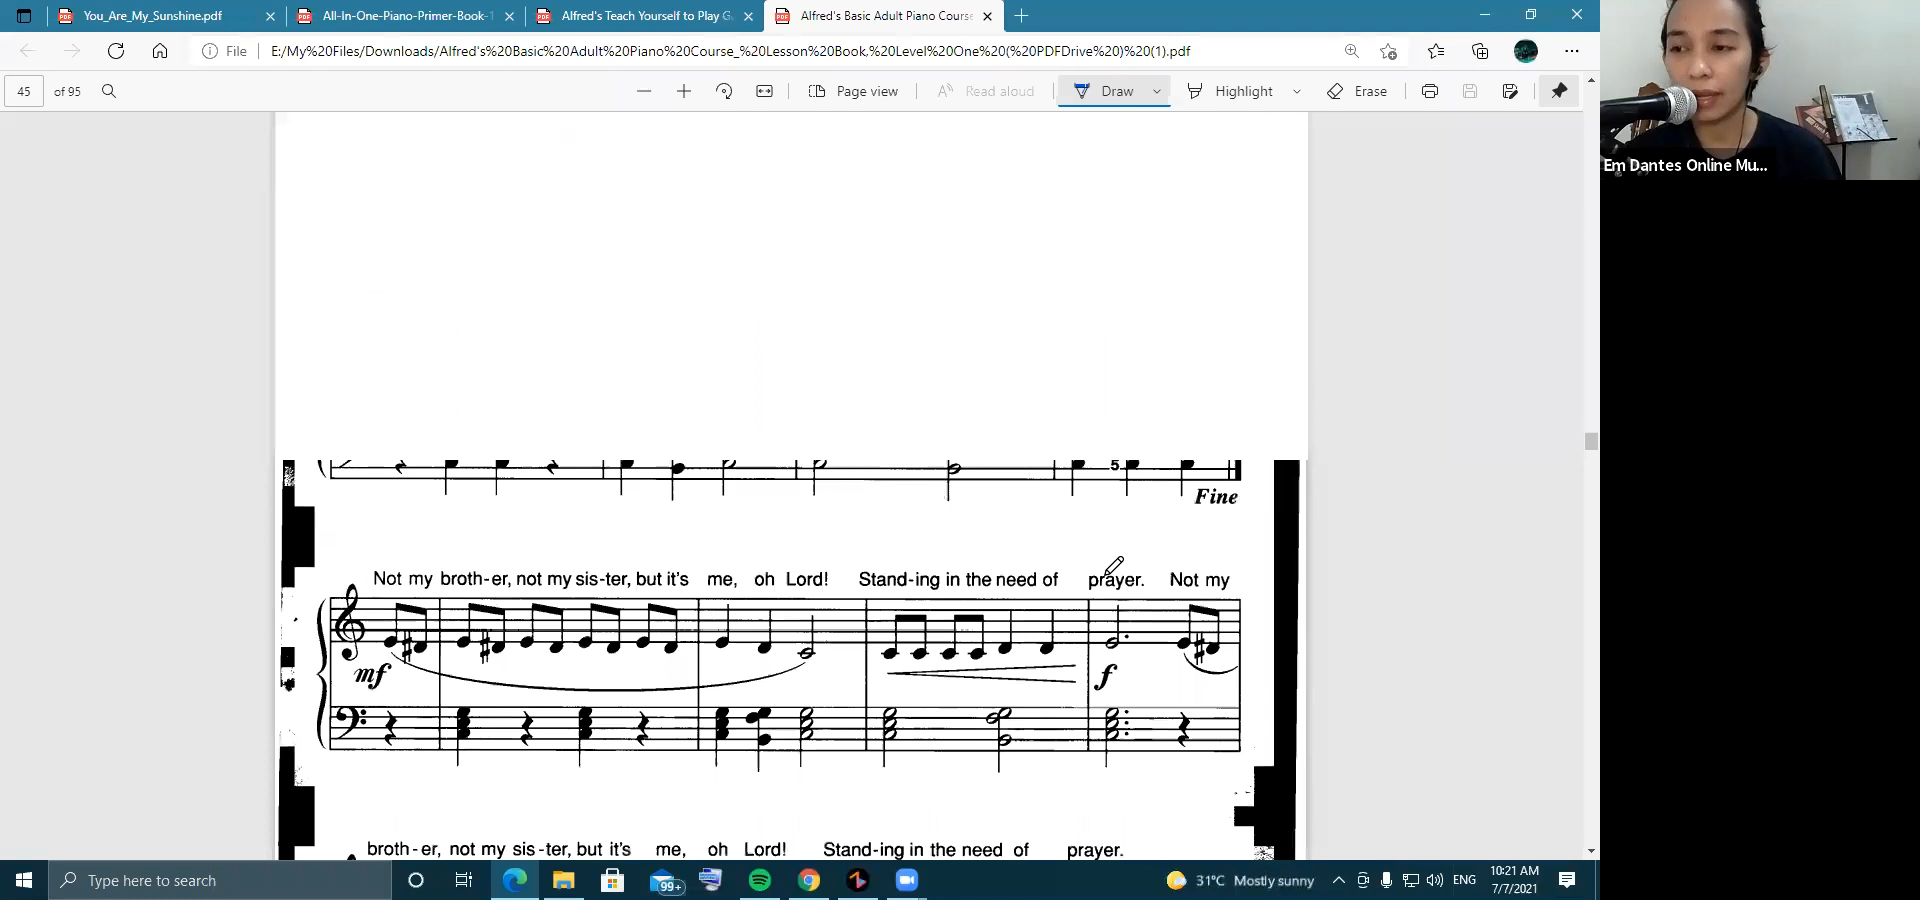 You_Are_My_Sunshine.pdf
All-In-One-Piano-Primer-Book-1
Alfred's Teach Yourself to Play G
Alfred's Basic Adult Piano Course
File
E:/My%20Files/Downloads/Alfred's%20Basic%20Adult%20Piano%20Course_%20Lesson%20Book,%20Level%20One%20(%20PDFDrive%20)%20(1).pdf
45 of 95
Page view
Read aloud
Draw
Highlight
Erase
Em Dantes Online Mu...
5
Fine
Not my broth-er, not my sis-ter, but it's me, oh Lord! Stand-ing in the need of prayer. Not my
mf
f
broth-er, not my sis-ter, but it's me, oh Lord! Stand-ing in the need of prayer.
Type here to search
99+
31°C Mostly sunny
ENG
10:21 AM
7/7/2021